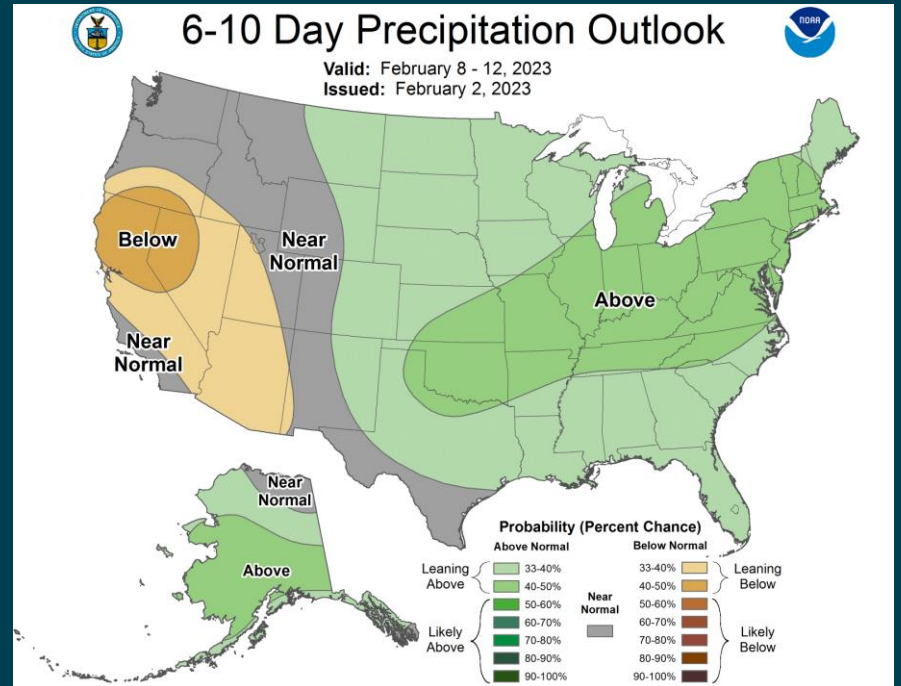 6-10 Day Precipitation Outlook
NOAA
Valid: February 8 - 12, 2023
Issued: February 2, 2023
Below
Near
Normal
Above
Near
Normal
Near
Normal
Above
Probability (Percent Chance)
Above Normal
Below Normal
Leaning
Above
33-40%
40-50%
Likely
Above
50-60%
60-70%
70-80%
80-90%
90-100%
Near
Normal
33-40%
40-50%
Leaning
Below
50-60%
60-70%
70-80%
80-90%
90-100%
Likely
Below